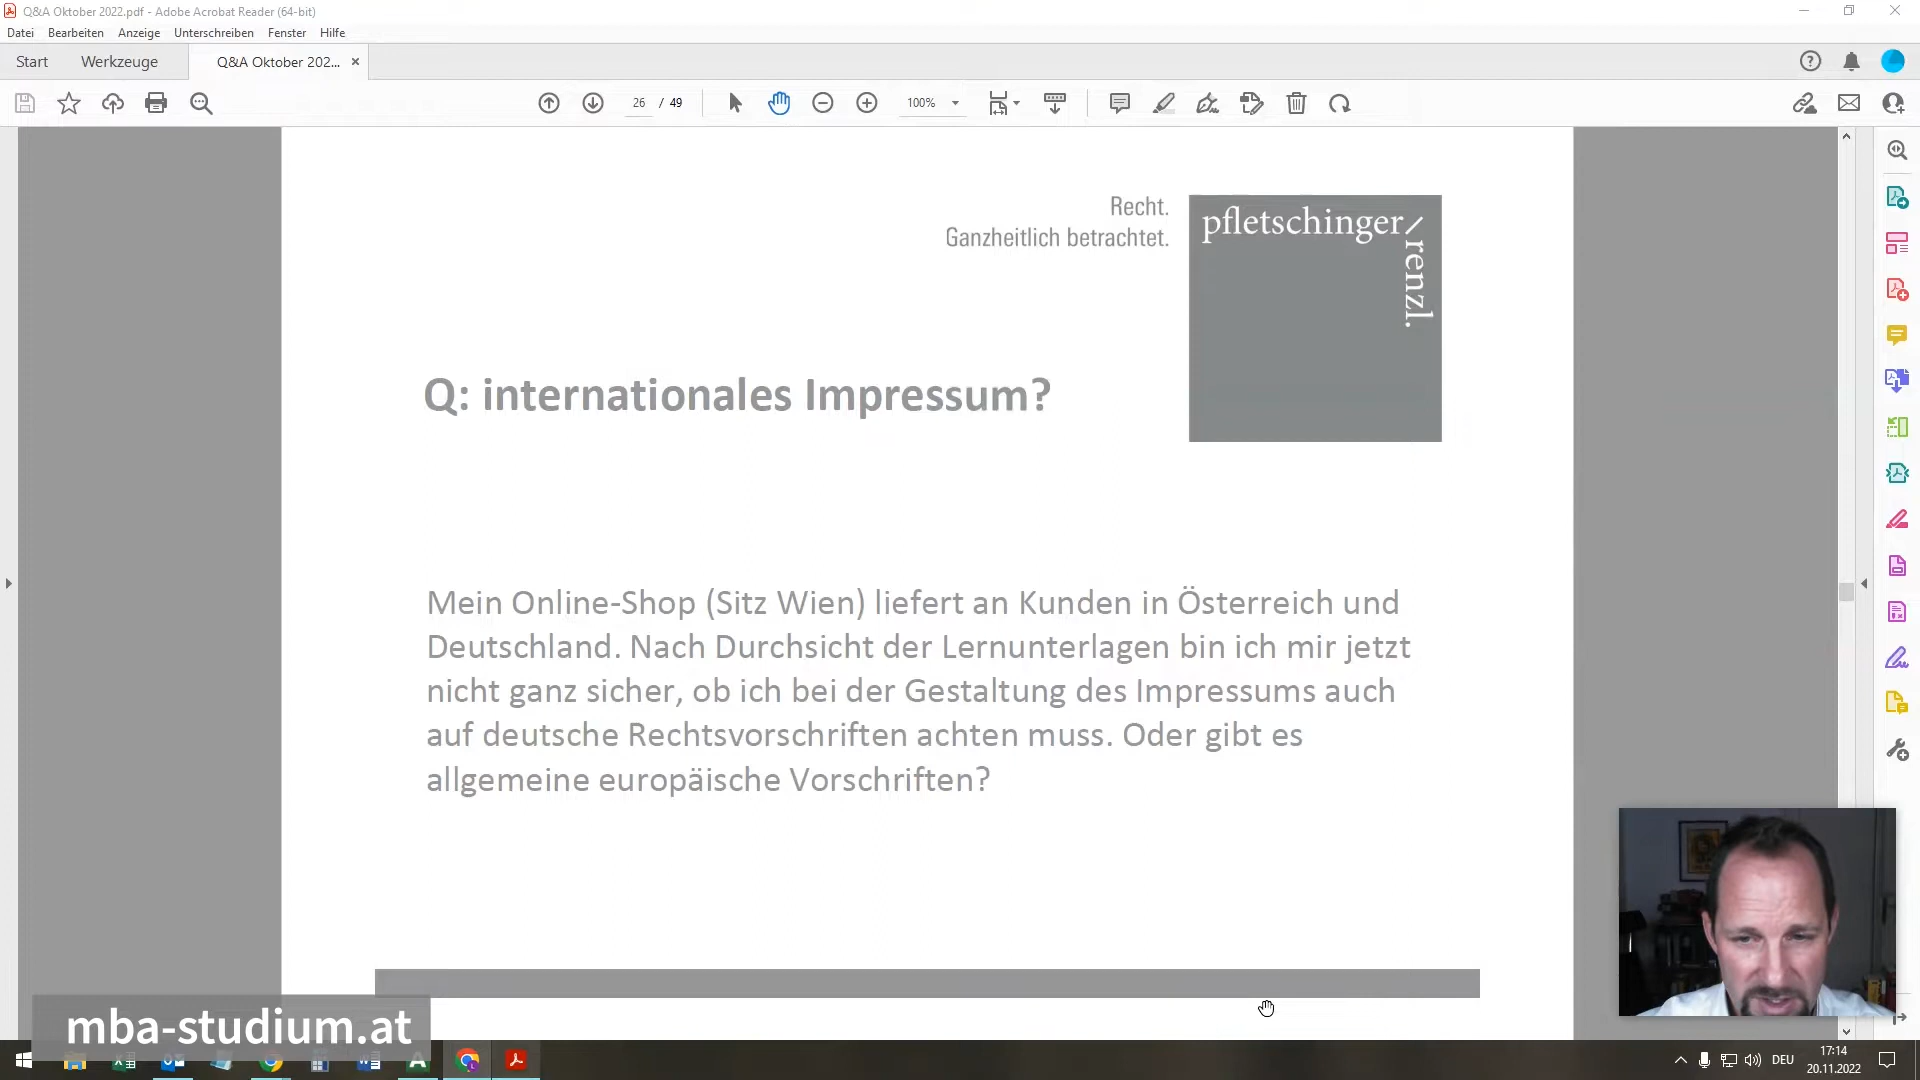 Q&A Oktober 2022.pdf - Adobe Acrobat Reader (64-bit)
Datei Bearbeiten Anzeige Unterschreiben Fenster Hilfe
Start Werkzeuge Q&A Oktober 202...
26 / 49 100%
Recht.
Ganzheitlich betrachtet.
pfletschinger/
renzl.
Q: internationales Impressum?
Mein Online-Shop (Sitz Wien) liefert an Kunden in Österreich und
Deutschland. Nach Durchsicht der Lernunterlagen bin ich mir jetzt
nicht ganz sicher, ob ich bei der Gestaltung des Impressums auch
auf deutsche Rechtsvorschriften achten muss. Oder gibt es
allgemeine europäische Vorschriften?
mba-studium.at
DEU
17:14
20.11.2022